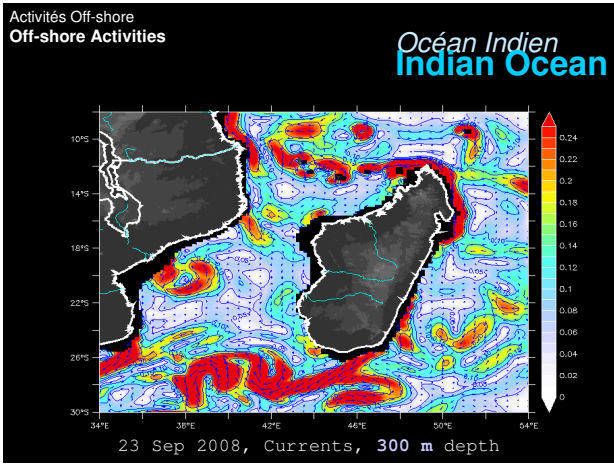 Activités Off-shore
Off-shore Activities
Océan Indien
Indian Ocean
10°S
14°S
18°S
22°S
26°S
30°S
34°E
38°E
42°E
46°E
50°E
54°E
0.24
0.22
0.2
0.18
0.16
0.14
0.12
0.1
0.08
0.06
0.04
0.02
0
23 Sep 2008, Currents, 300 m depth